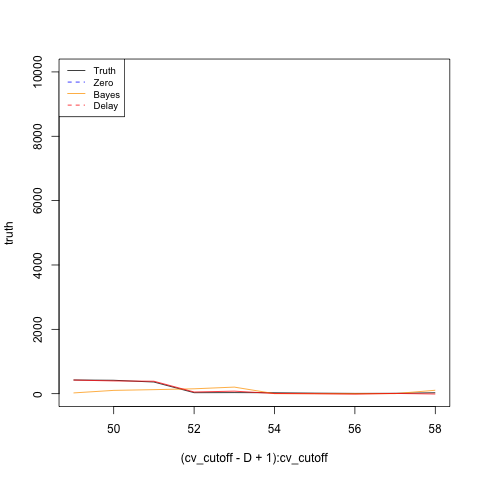 10000
8000
6000
4000
2000
0
truth
Truth
Zero
Bayes
Delay
50 52 54 56 58
(cv_cutoff - D + 1):cv_cutoff